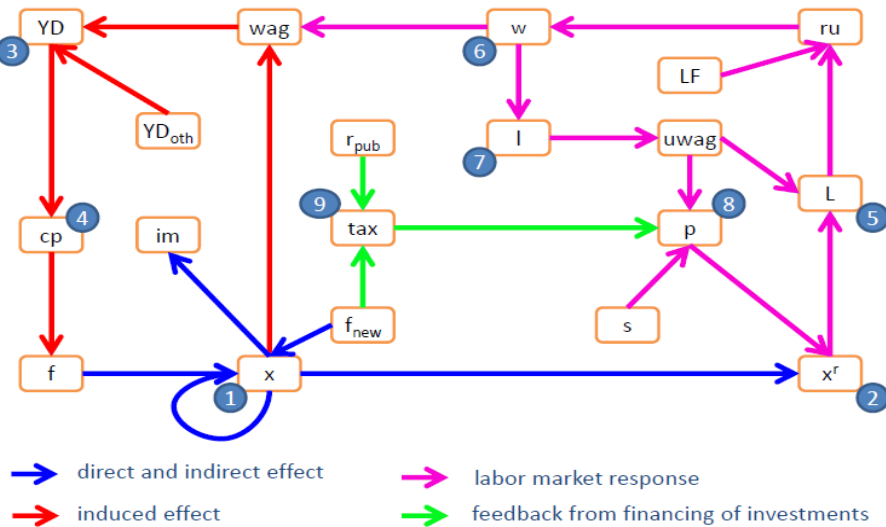 YD
wag
w
ru
3
6
LF
YDoth
rpub
l
uwag
7
9
8
4
L
cp
im
tax
p
5
fnew
s
f
x
xʳ
1
2
direct and indirect effect
labor market response
induced effect
feedback from financing of investments